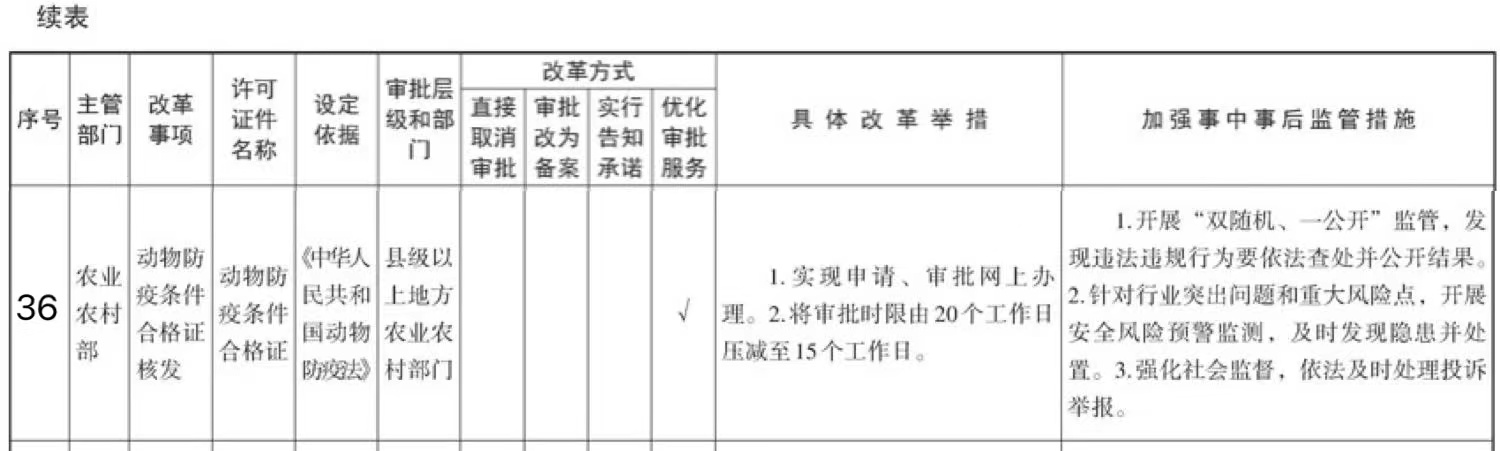 续表
序号
主管
部门
改革
事项
许可
证件
名称
设定
依据
审批层
级和部
门
改革方式
直接
取消
审批
审批
改为
备案
实行
告知
承诺
优化
审批
服务
具体改革举措
加强事中事后监管措施
36
农业
农村
部
动物防
疫条件
合格证
核发
动物防
疫条件
合格证
《中华人
民共和
国动物
防疫法》
县级以
上地方
农业农
村部门
√
1.实现申请、审批网上办
理。2.将审批时限由20个工作日
压减至15个工作日。
1.开展“双随机、一公开”监管，发
现违法违规行为要依法查处并公开结果。
2.针对行业突出问题和重大风险点，开展
安全风险预警监测，及时发现隐患并处
置。3.强化社会监督，依法及时处理投诉
举报。